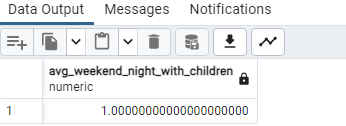 Data Output Messages Notifications
avg_weekend_night_with_children
numeric
1 1.00000000000000000000